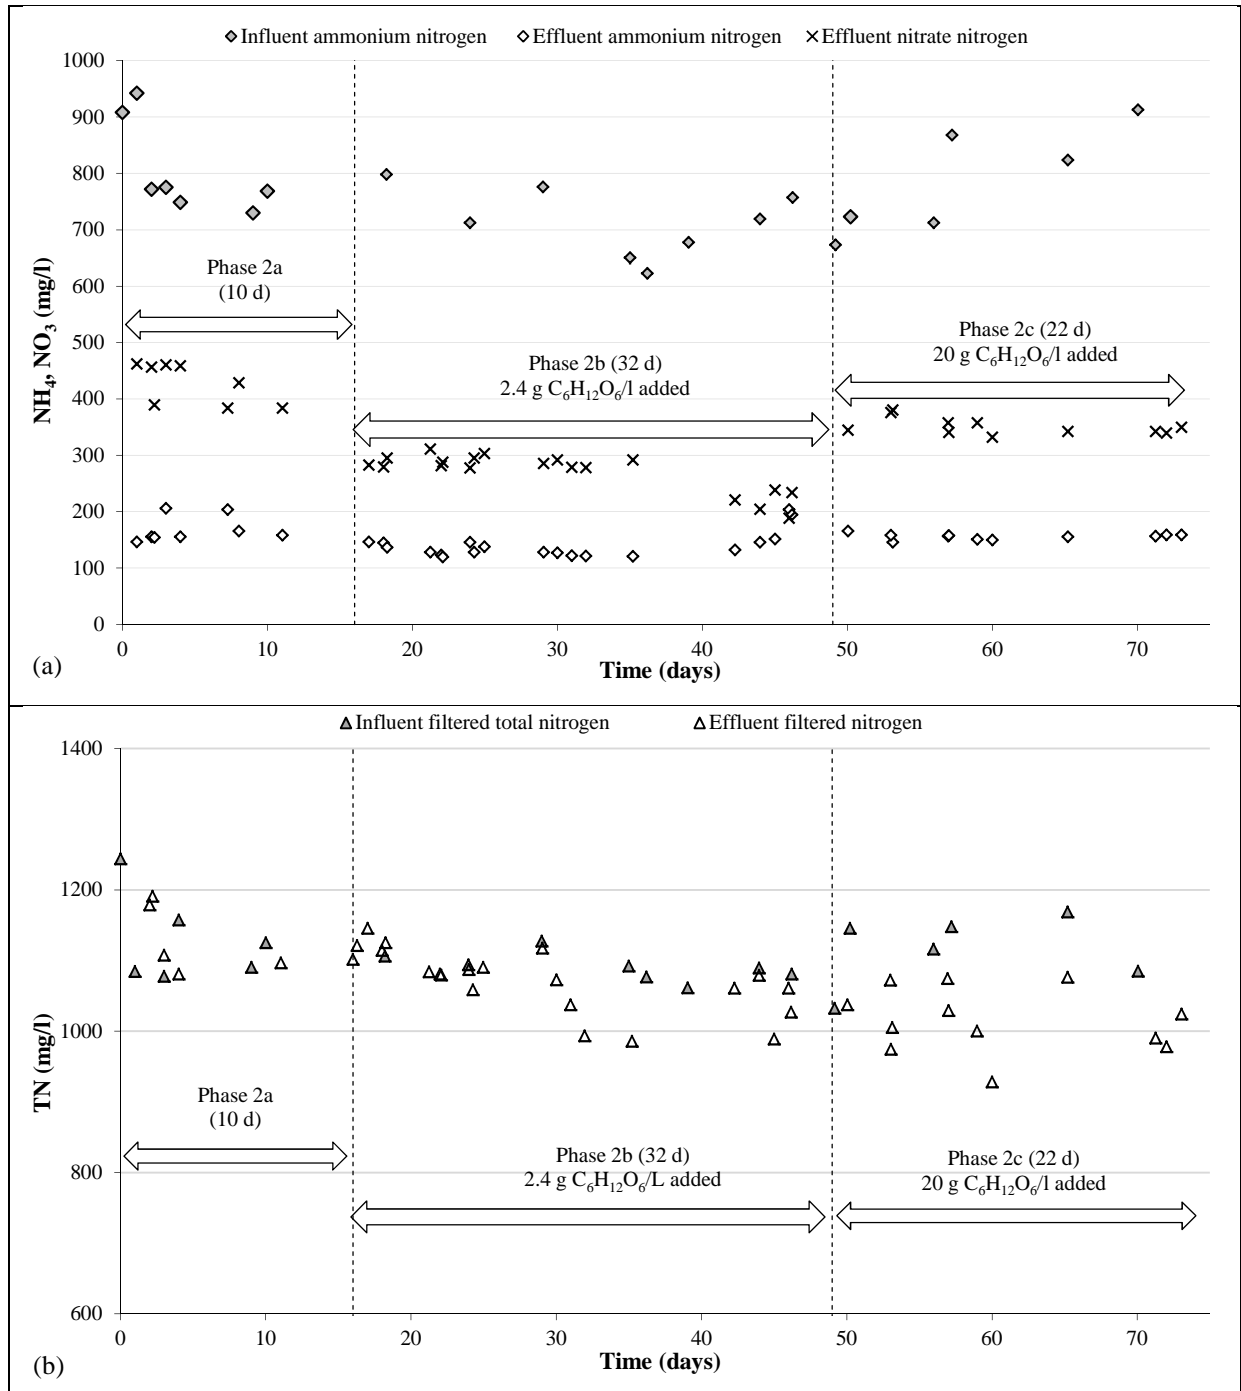 Influent ammonium nitrogen Effluent ammonium nitrogen Effluent nitrate nitrogen
1000
900
800
700
600
500
400
300
200
100
0
NH₄, NO₃ (mg/l)
Phase 2a
(10 d)
Phase 2b (32 d)
2.4 g C₆H₁₂O₆/l added
Phase 2c (22 d)
20 g C₆H₁₂O₆/l added
0 10 20 30 40 50 60 70
Time (days)
(a)
Influent filtered total nitrogen Effluent filtered nitrogen
1400
1200
1000
800
600
TN (mg/l)
Phase 2a
(10 d)
Phase 2b (32 d)
2.4 g C₆H₁₂O₆/L added
Phase 2c (22 d)
20 g C₆H₁₂O₆/l added
0 10 20 30 40 50 60 70
Time (days)
(b)